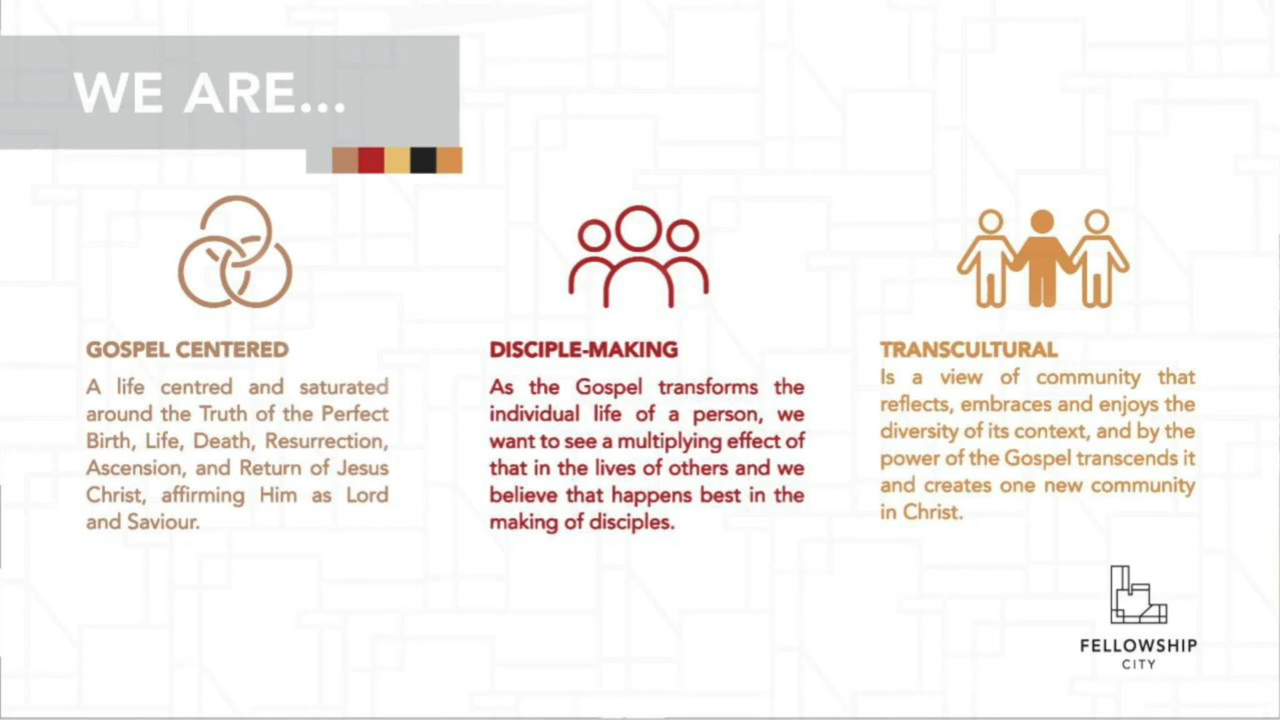 WE ARE...
GOSPEL CENTERED
A life centred and saturated
around the Truth of the Perfect
Birth, Life, Death, Resurrection,
Ascension, and Return of Jesus
Christ, affirming Him as Lord
and Saviour.
DISCIPLE-MAKING
As the Gospel transforms the
individual life of a person, we
want to see a multiplying effect of
that in the lives of others and we
believe that happens best in the
making of disciples.
TRANSCULTURAL
Is a view of community that
reflects, embraces and enjoys the
diversity of its context, and by the
power of the Gospel transcends it
and creates one new community
in Christ.
FELLOWSHIP
CITY